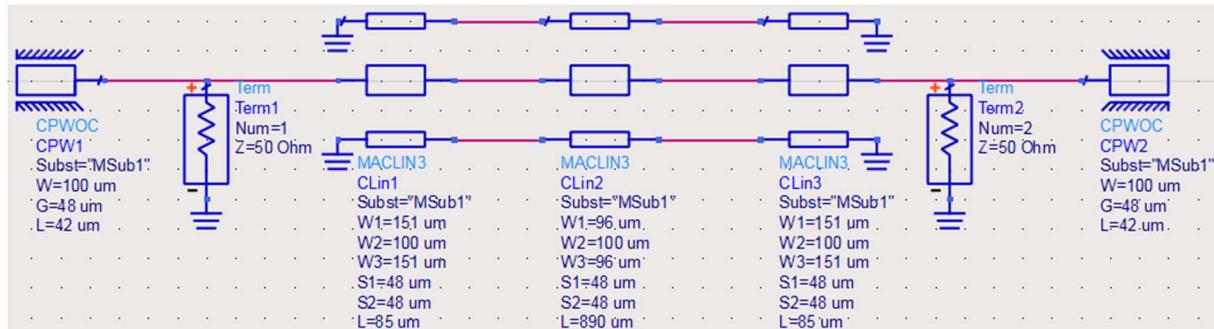 CPWOC
CPW1
Subst="MSub1"
W=100 um
G=48 um
L=42 um
+
Term
Term1
Num=1
Z=50 Ohm
-
MACLIN3
CLin1
Subst="MSub1"
W1=151 um
W2=100 um
W3=151 um
S1=48 um
S2=48 um
L=85 um
MACLIN3
CLin2
Subst="MSub1"
W1=96 um
W2=100 um
W3=96 um
S1=48 um
S2=48 um
L=890 um
MACLIN3
CLin3
Subst="MSub1"
W1=151 um
W2=100 um
W3=151 um
S1=48 um
S2=48 um
L=85 um
+
Term
Term2
Num=2
Z=50 Ohm
-
CPWOC
CPW2
Subst="MSub1"
W=100 um
G=48 um
L=42 um